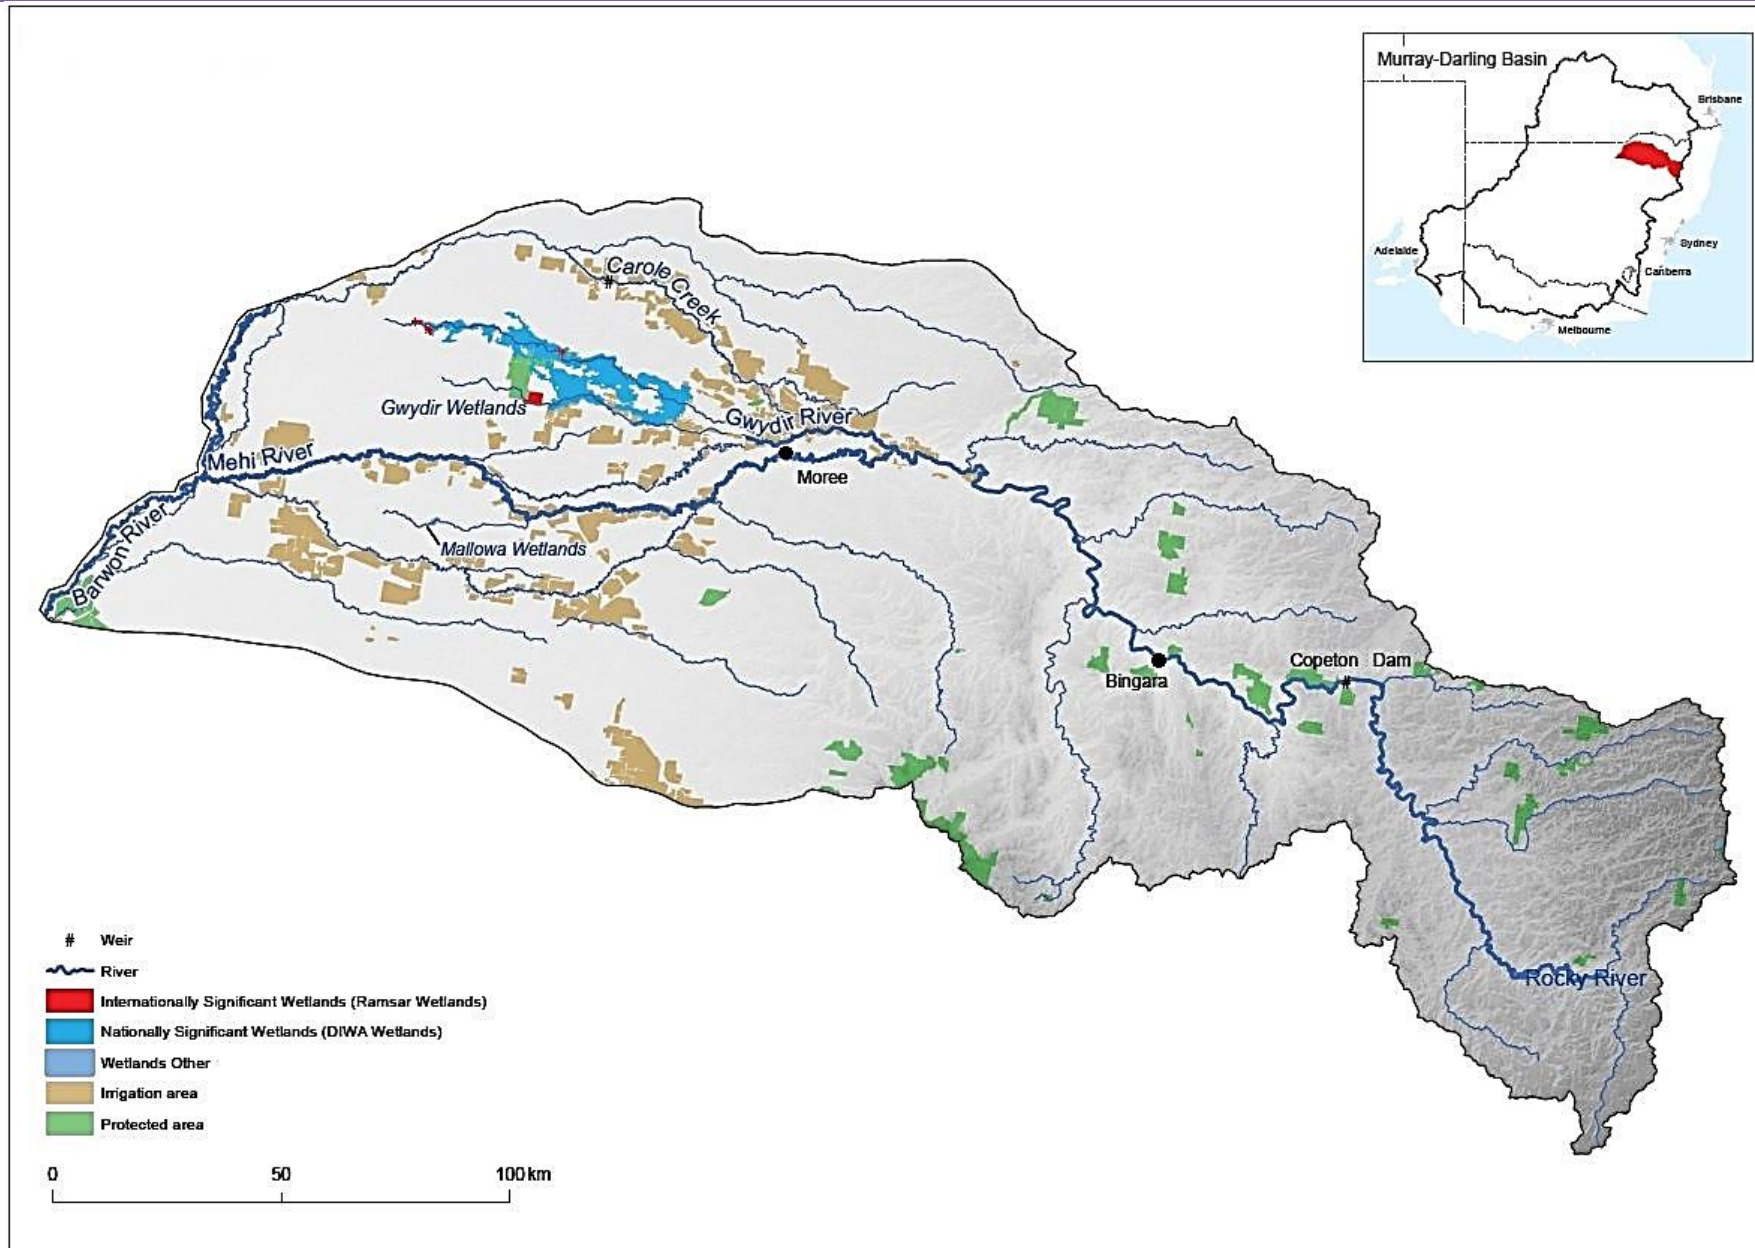 Murray-Darling Basin
Brisbane
Adelaide
Sydney
Canberra
Melbourne
Carole Creek
Gwydir Wetlands
Gwydir River
Mehi River
Moree
Barwon River
Mallowa Wetlands
Copeton Dam
Bingara
Rocky River
# Weir
River
Internationally Significant Wetlands (Ramsar Wetlands)
Nationally Significant Wetlands (DIWA Wetlands)
Wetlands Other
Irrigation area
Protected area
0 50 100 km